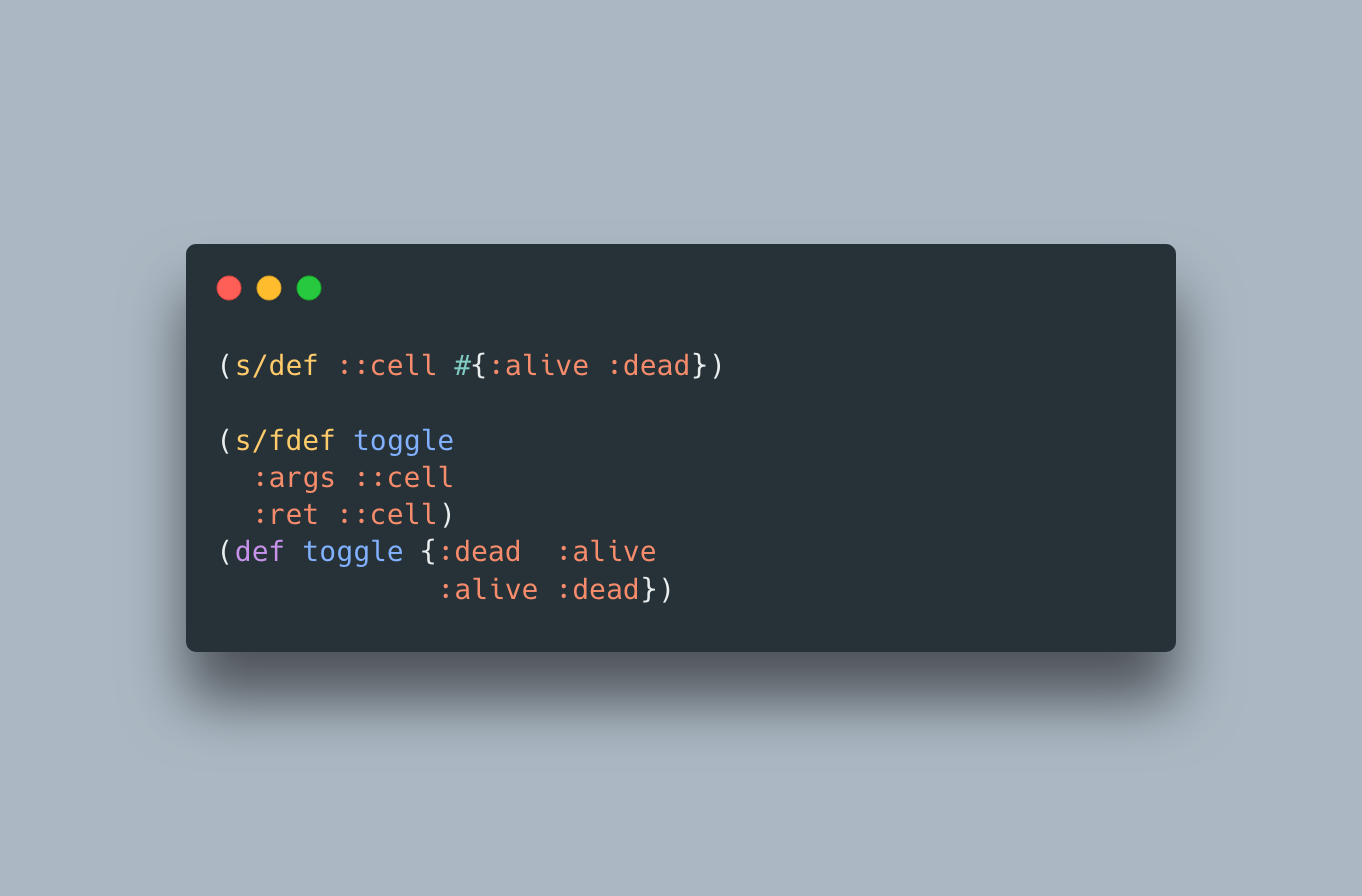 (s/def ::cell #{:alive :dead})
(s/fdef toggle
  :args ::cell
  :ret ::cell)
(def toggle {:dead  :alive
             :alive :dead})